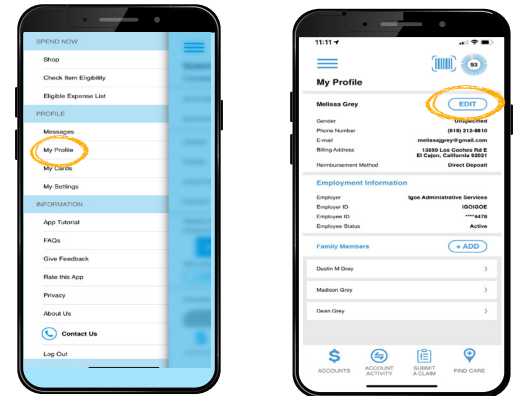 SPEND NOW
Shop
Check Item Eligibility
Eligible Expense List
PROFILE
Messages
My Profile
My Cards
My Settings
INFORMATION
App Tutorial
FAQs
Give Feedback
Rate this App
Privacy
About Us
Contact Us
Log Out
11:11
93
My Profile
Melissa Grey
EDIT
Gender Unspecified
Phone Number (619) 212-9810
E-mail melissajgrey@gmail.com
Billing Address 13859 Los Coches Rd E
El Cajon, California 92021
Reimbursement Method Direct Deposit
Employment Information
Employer Igoe Administrative Services
Employer ID IGOIGOE
Employee ID ****4478
Employee Status Active
Family Members + ADD
Dustin M Grey
Madison Grey
Dean Grey
ACCOUNTS
ACCOUNT
ACTIVITY
SUBMIT
A CLAIM
FIND CARE